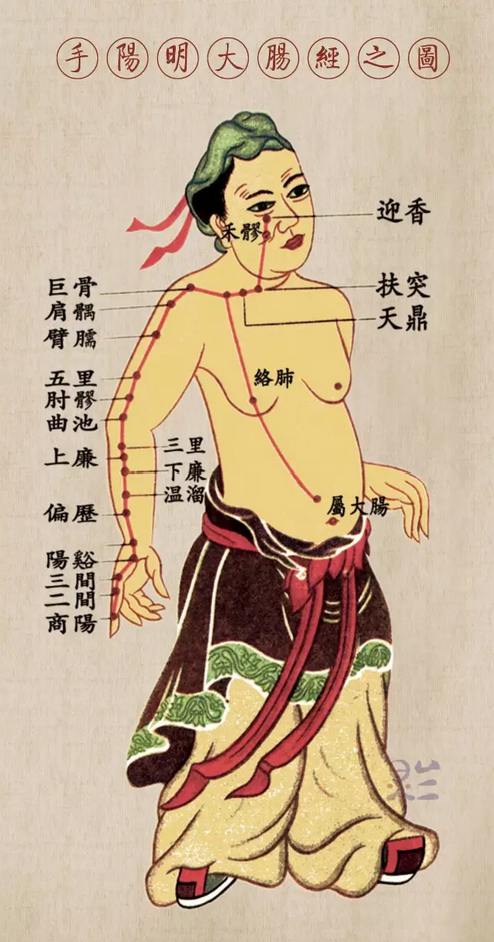 手陽明大腸經之圖
迎香
禾髎
巨骨
扶突
肩髃
天鼎
臂臑
五里
絡肺
肘髎
曲池
三里
上廉
下廉
温溜
偏歷
屬大腸
陽谿
三間
二間
商陽